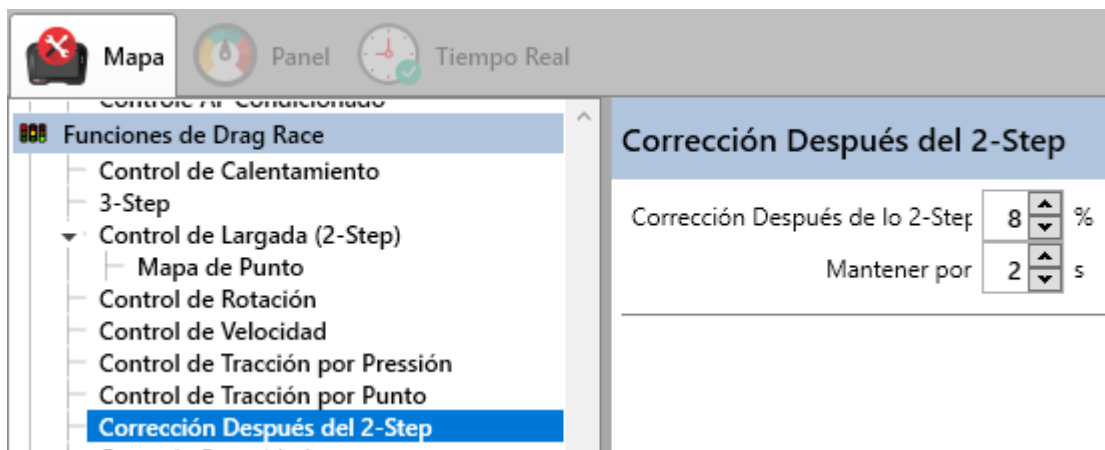 Mapa
Panel
Tiempo Real
Controle Ar Condicionado
Funciones de Drag Race
Control de Calentamiento
3-Step
Control de Largada (2-Step)
Mapa de Punto
Control de Rotación
Control de Velocidad
Control de Tracción por Pressión
Control de Tracción por Punto
Corrección Después del 2-Step
Corrección Después del 2-Step
Corrección Después de lo 2-Step 8 %
Mantener por 2 s